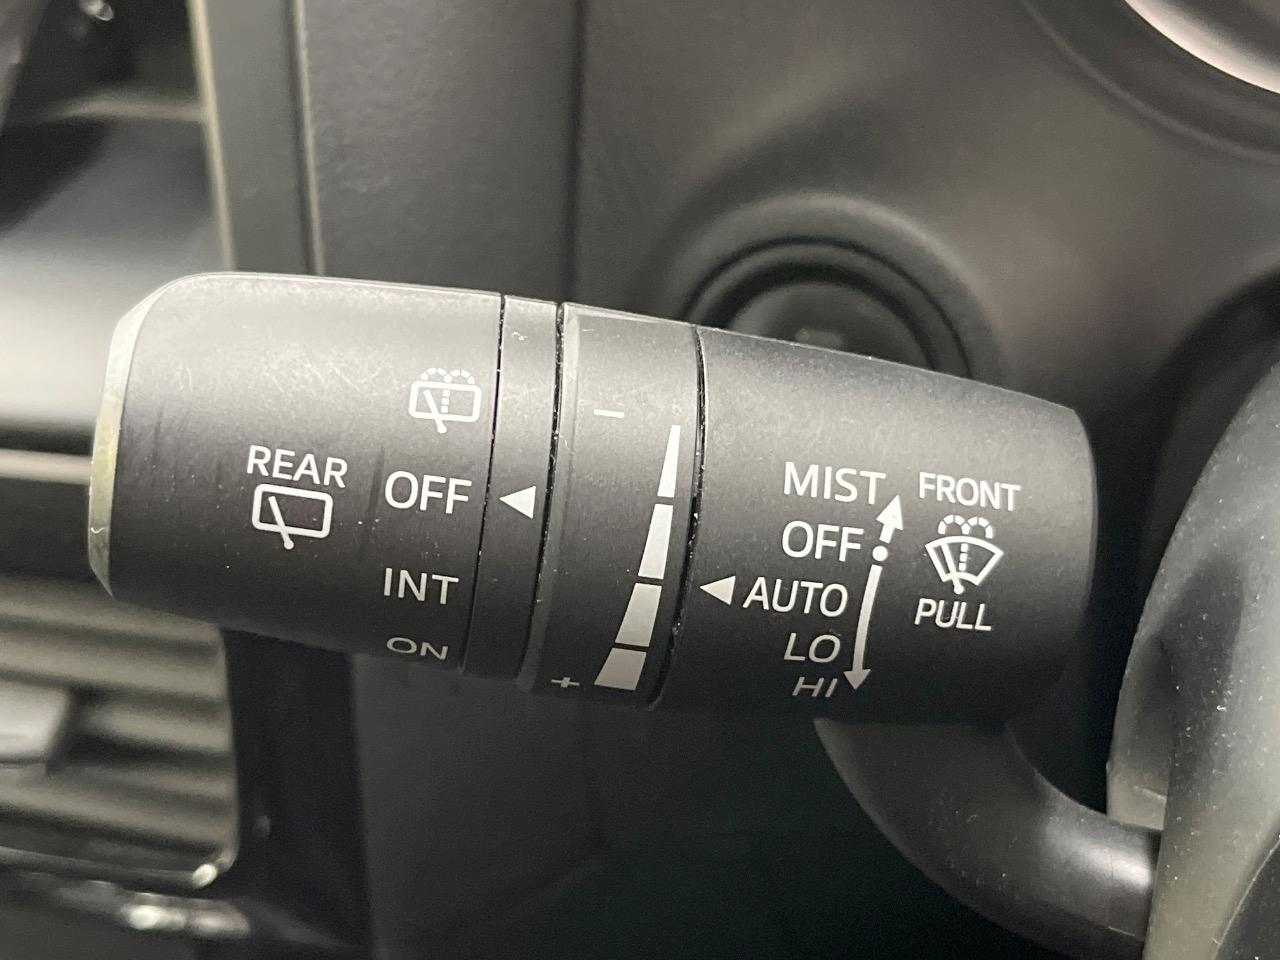 REAR
OFF
INT
ON
−
+
MIST
OFF
AUTO
LO
HI
FRONT
PULL